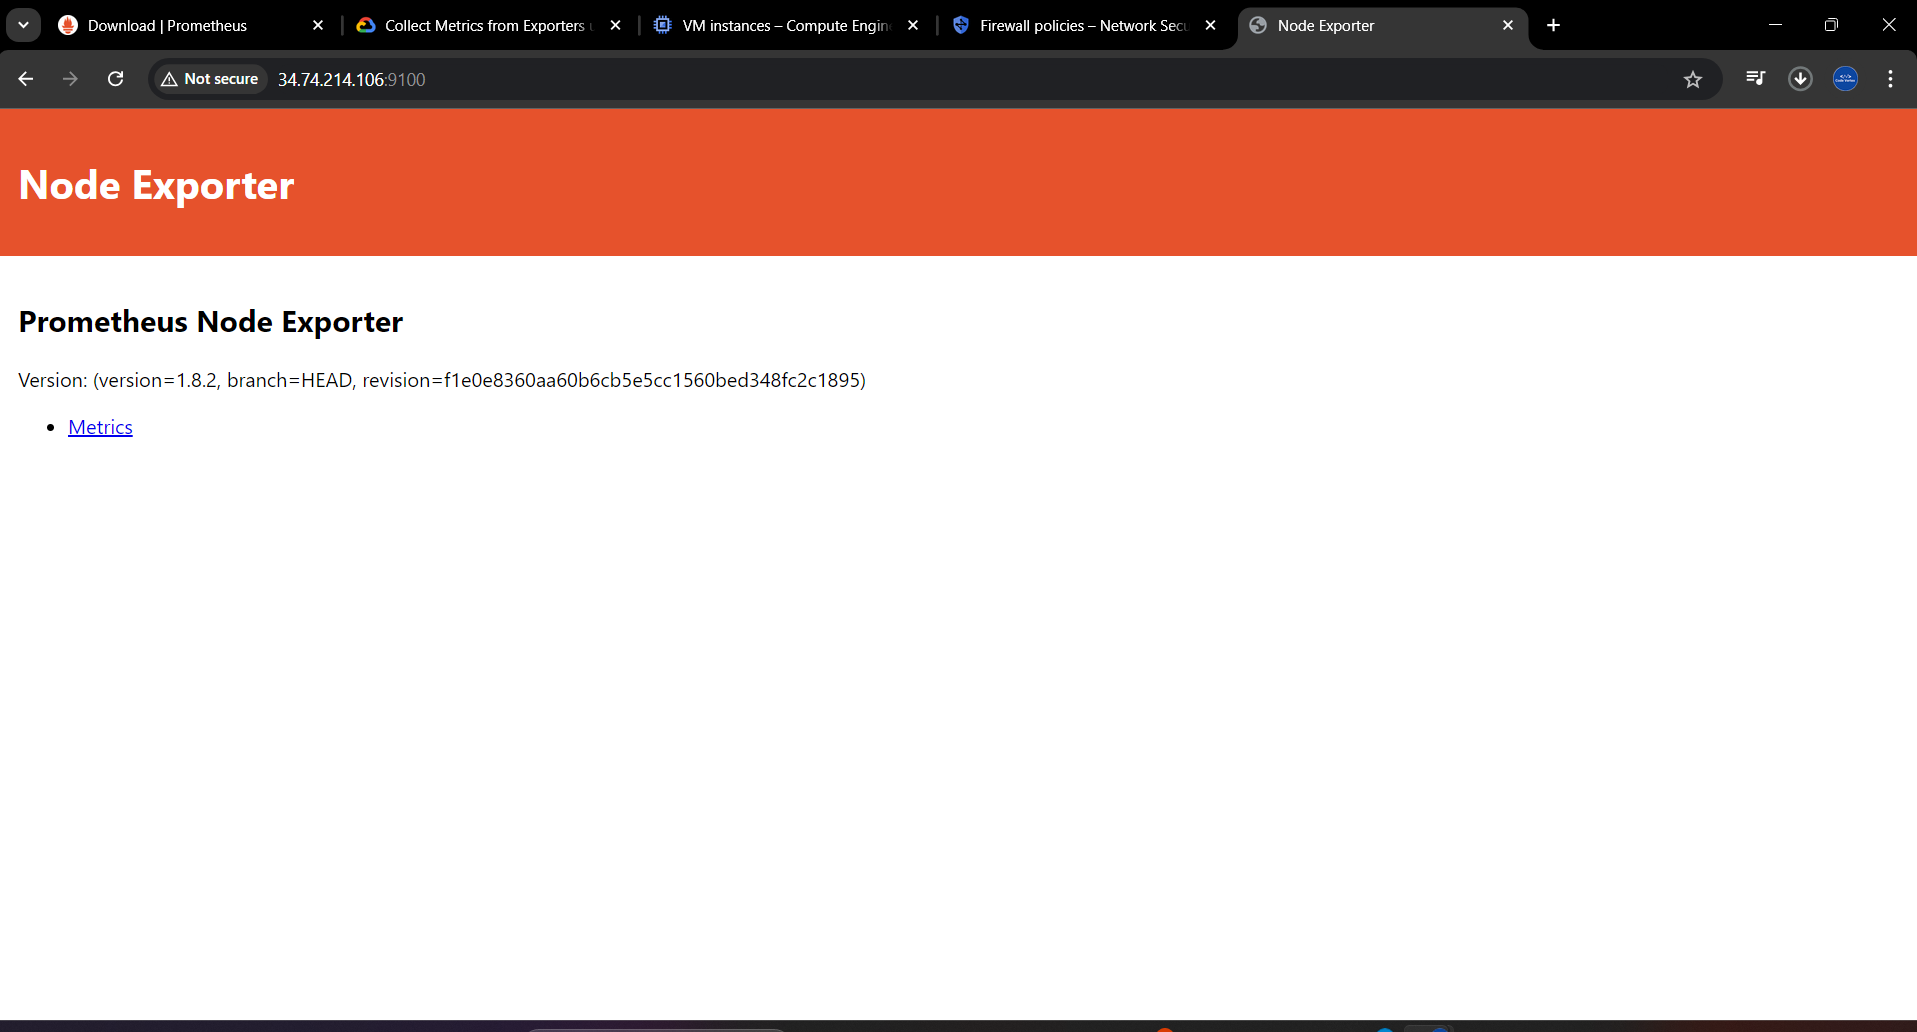 Download | Prometheus
Collect Metrics from Exporters
VM instances – Compute Engin
Firewall policies – Network Secu
Node Exporter
Not secure
34.74.214.106:9100
Node Exporter
Prometheus Node Exporter
Version: (version=1.8.2, branch=HEAD, revision=f1e0e8360aa60b6cb5e5cc1560bed348fc2c1895)
Metrics